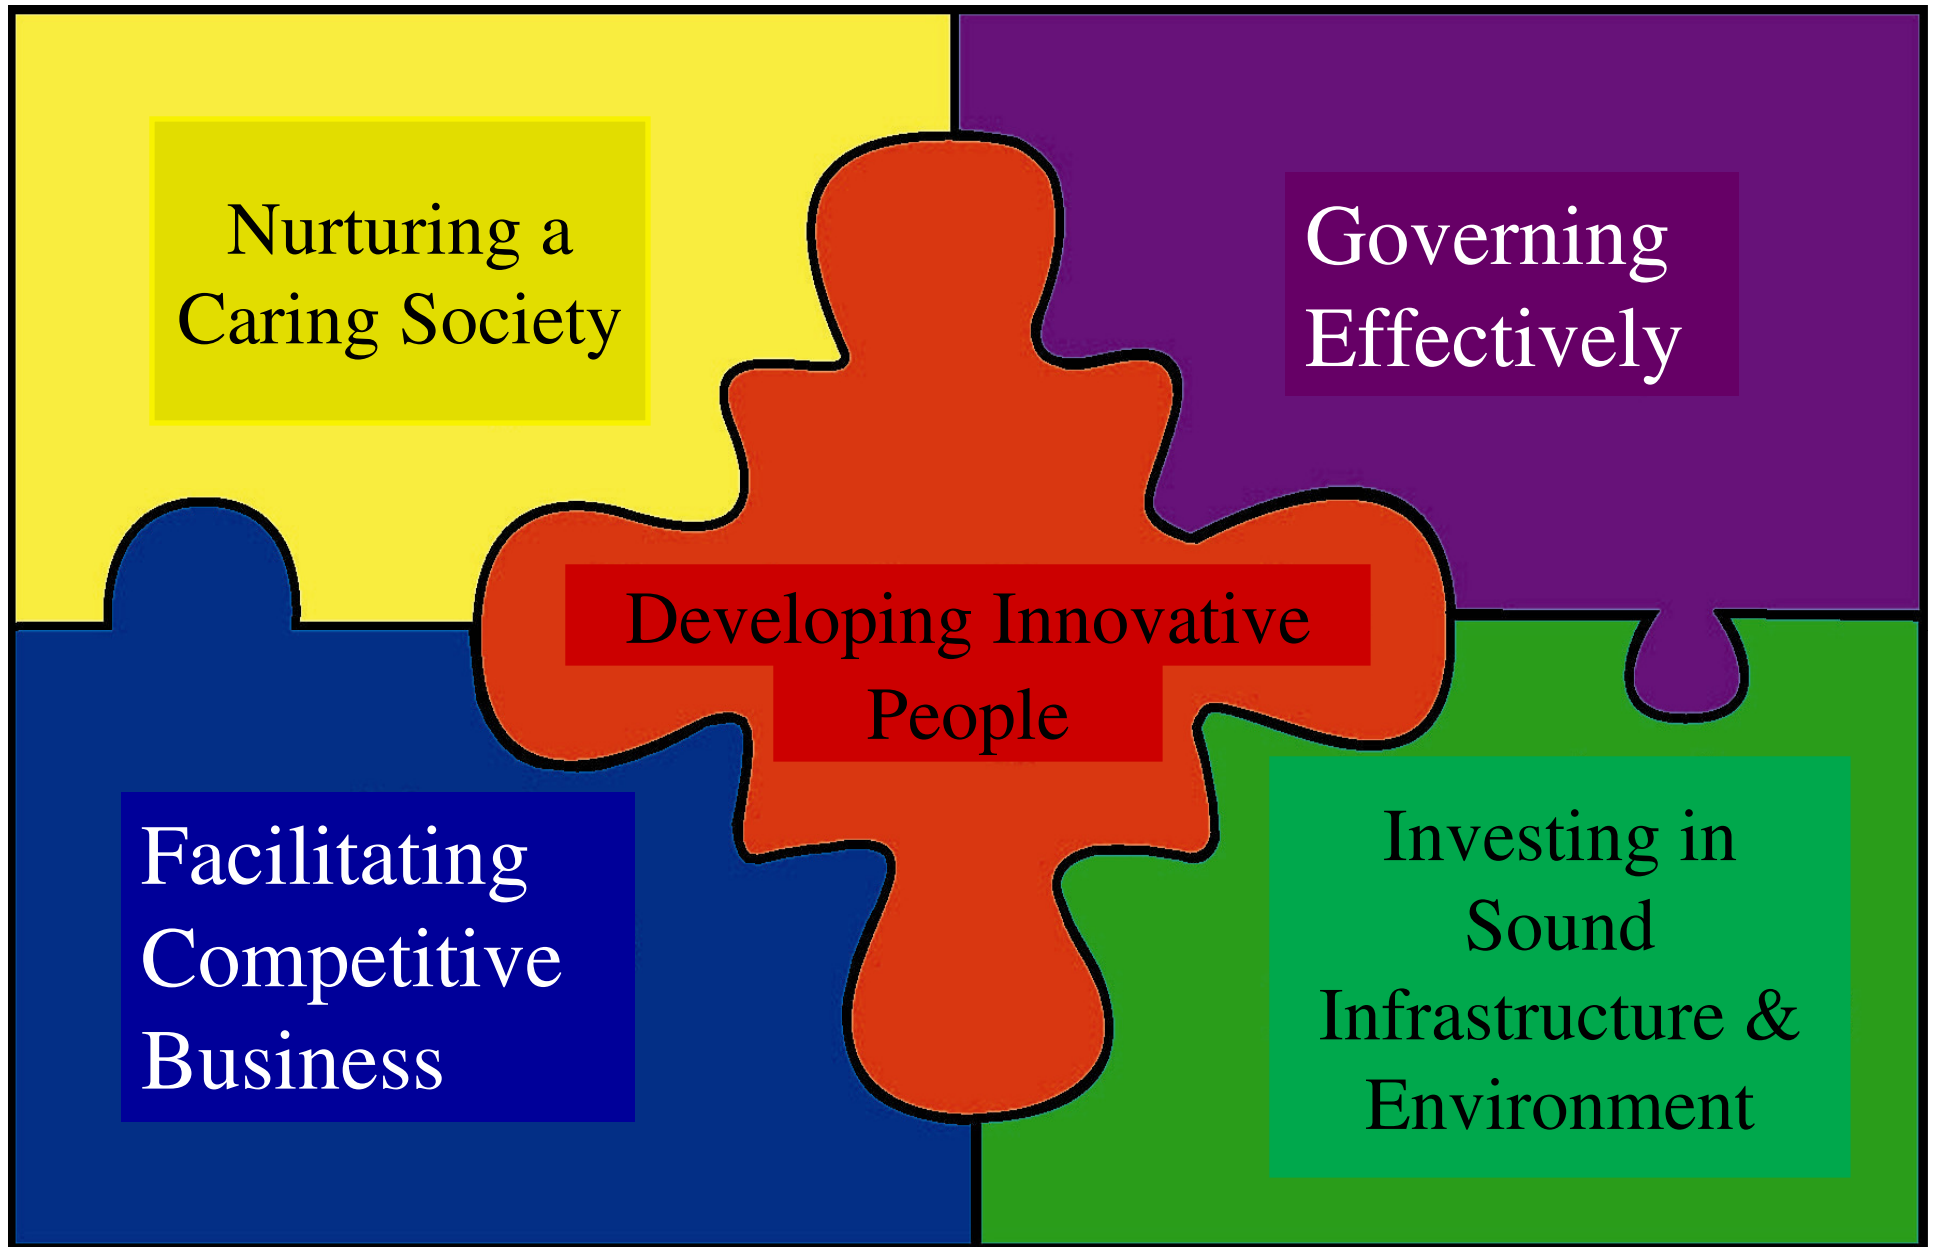 Nurturing a
Caring Society
Governing
Effectively
Developing Innovative
People
Facilitating
Competitive
Business
Investing in
Sound
Infrastructure &
Environment